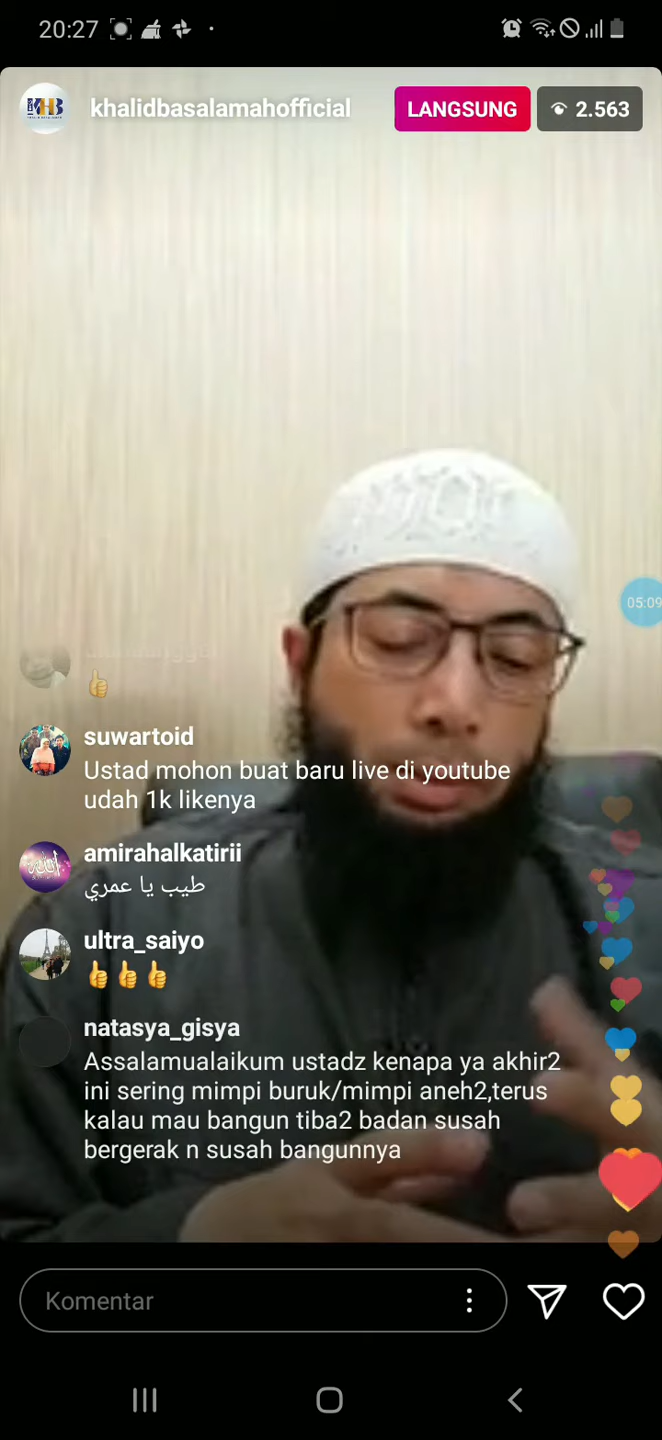 20:27
khalidbasalamahofficial
LANGSUNG
2.563
05:09
👍
suwartoid
Ustad mohon buat baru live di youtube
udah 1k likenya
amirahalkatirii
طيب يا عمري
ultra_saiyo
👍👍👍
natasya_gisya
Assalamualaikum ustadz kenapa ya akhir2
ini sering mimpi buruk/mimpi aneh2,terus
kalau mau bangun tiba2 badan susah
bergerak n susah bangunnya
Komentar